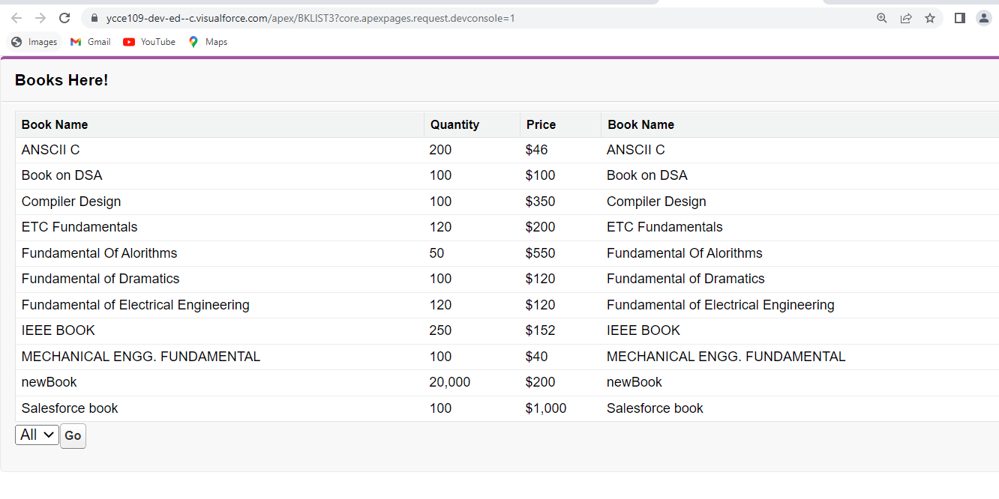 ycce109-dev-ed--c.visualforce.com/apex/BKLIST3?core.apexpages.request.devconsole=1
Images Gmail YouTube Maps
Books Here!
Book Name Quantity Price Book Name
ANSCII C 200 $46 ANSCII C
Book on DSA 100 $100 Book on DSA
Compiler Design 100 $350 Compiler Design
ETC Fundamentals 120 $200 ETC Fundamentals
Fundamental Of Alorithms 50 $550 Fundamental Of Alorithms
Fundamental of Dramatics 100 $120 Fundamental of Dramatics
Fundamental of Electrical Engineering 120 $120 Fundamental of Electrical Engineering
IEEE BOOK 250 $152 IEEE BOOK
MECHANICAL ENGG. FUNDAMENTAL 100 $40 MECHANICAL ENGG. FUNDAMENTAL
newBook 20,000 $200 newBook
Salesforce book 100 $1,000 Salesforce book
All Go